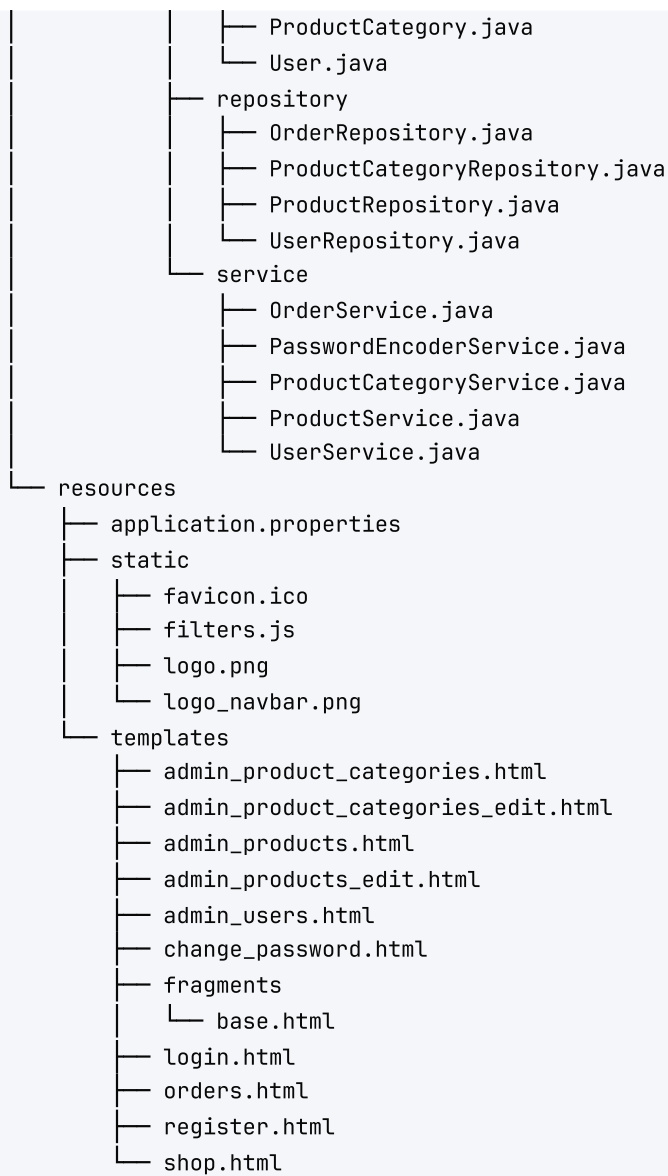 │           │   ├── ProductCategory.java
│           │   └── User.java
│           ├── repository
│           │   ├── OrderRepository.java
│           │   ├── ProductCategoryRepository.java
│           │   ├── ProductRepository.java
│           │   └── UserRepository.java
│           └── service
│               ├── OrderService.java
│               ├── PasswordEncoderService.java
│               ├── ProductCategoryService.java
│               ├── ProductService.java
│               └── UserService.java
└── resources
    ├── application.properties
    ├── static
    │   ├── favicon.ico
    │   ├── filters.js
    │   ├── logo.png
    │   └── logo_navbar.png
    └── templates
        ├── admin_product_categories.html
        ├── admin_product_categories_edit.html
        ├── admin_products.html
        ├── admin_products_edit.html
        ├── admin_users.html
        ├── change_password.html
        ├── fragments
        │   └── base.html
        ├── login.html
        ├── orders.html
        ├── register.html
        └── shop.html